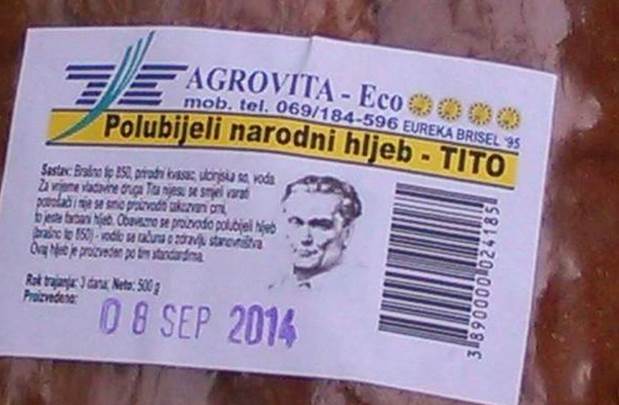 AGROVITA - Eco
mob. tel. 069/184-596 EUREKA BRISEL '95
Polubijeli narodni hljeb - TITO
Sastav: Brašno tip 850, prirodni kvasac, ulcinjska so, voda
Za vrijeme vladavine druga Tita nijesu se smjeli varati
potrošači i nije se smio proizvoditi takozvani crni,
to jeste farbani hljeb. Obavezno se proizvodio polubijeli hljeb
(brašno tip 850) - vodilo se računa o zdravlju stanovništva.
Ovaj hljeb je proizveden po tim standardima.
Rok trajanja: 3 dana; Neto: 500 g
Proizvedeno:
08 SEP 2014
3890000024185